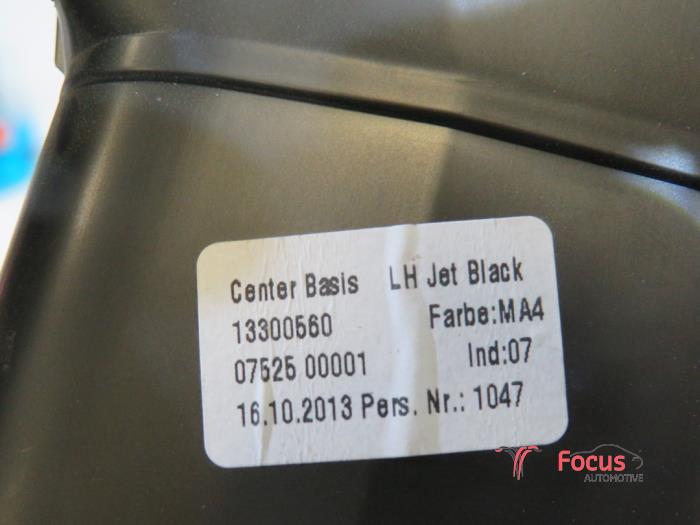 Center Basis LH Jet Black
13300560 Farbe:MA4
07525 00001 Ind:07
16.10.2013 Pers. Nr.: 1047
Focus
AUTOMOTIVE